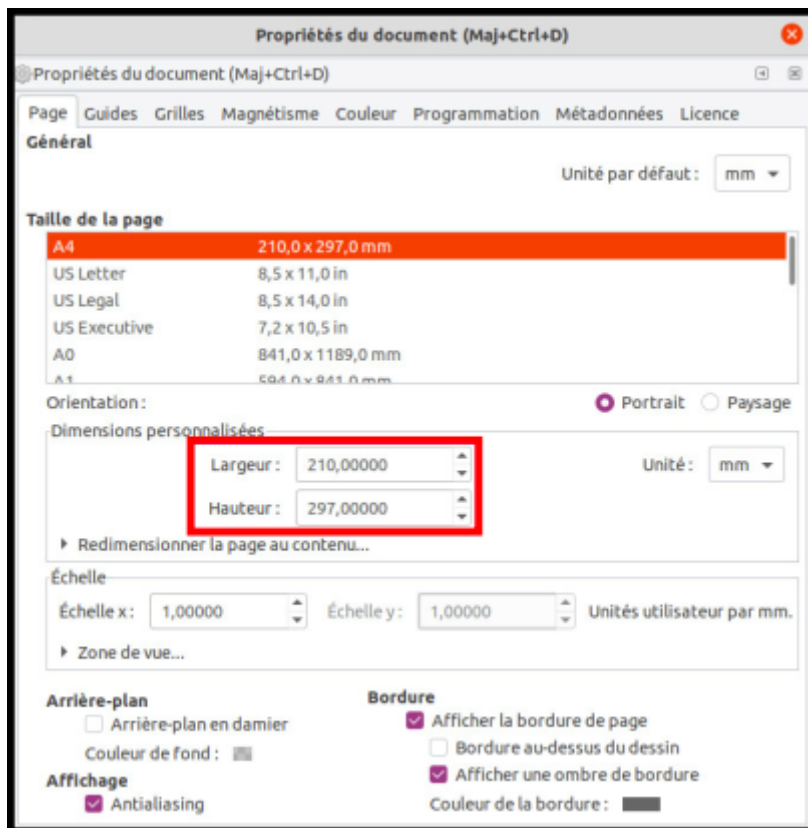 Propriétés du document (Maj+Ctrl+D)
Propriétés du document (Maj+Ctrl+D)
Page Guides Grilles Magnétisme Couleur Programmation Métadonnées Licence
Général
Unité par défaut : mm
Taille de la page
A4 210,0 x 297,0 mm
US Letter 8,5 x 11,0 in
US Legal 8,5 x 14,0 in
US Executive 7,2 x 10,5 in
A0 841,0 x 1189,0 mm
A1 594,0 x 841,0 mm
Orientation : Portrait Paysage
Dimensions personnalisées
Largeur : 210,00000 Unité : mm
Hauteur : 297,00000
Redimensionner la page au contenu...
Échelle
Échelle x : 1,00000 Échelle y : 1,00000 Unités utilisateur par mm.
Zone de vue...
Arrière-plan
Arrière-plan en damier
Couleur de fond :
Affichage
Antialiasing
Bordure
Afficher la bordure de page
Bordure au-dessus du dessin
Afficher une ombre de bordure
Couleur de la bordure :